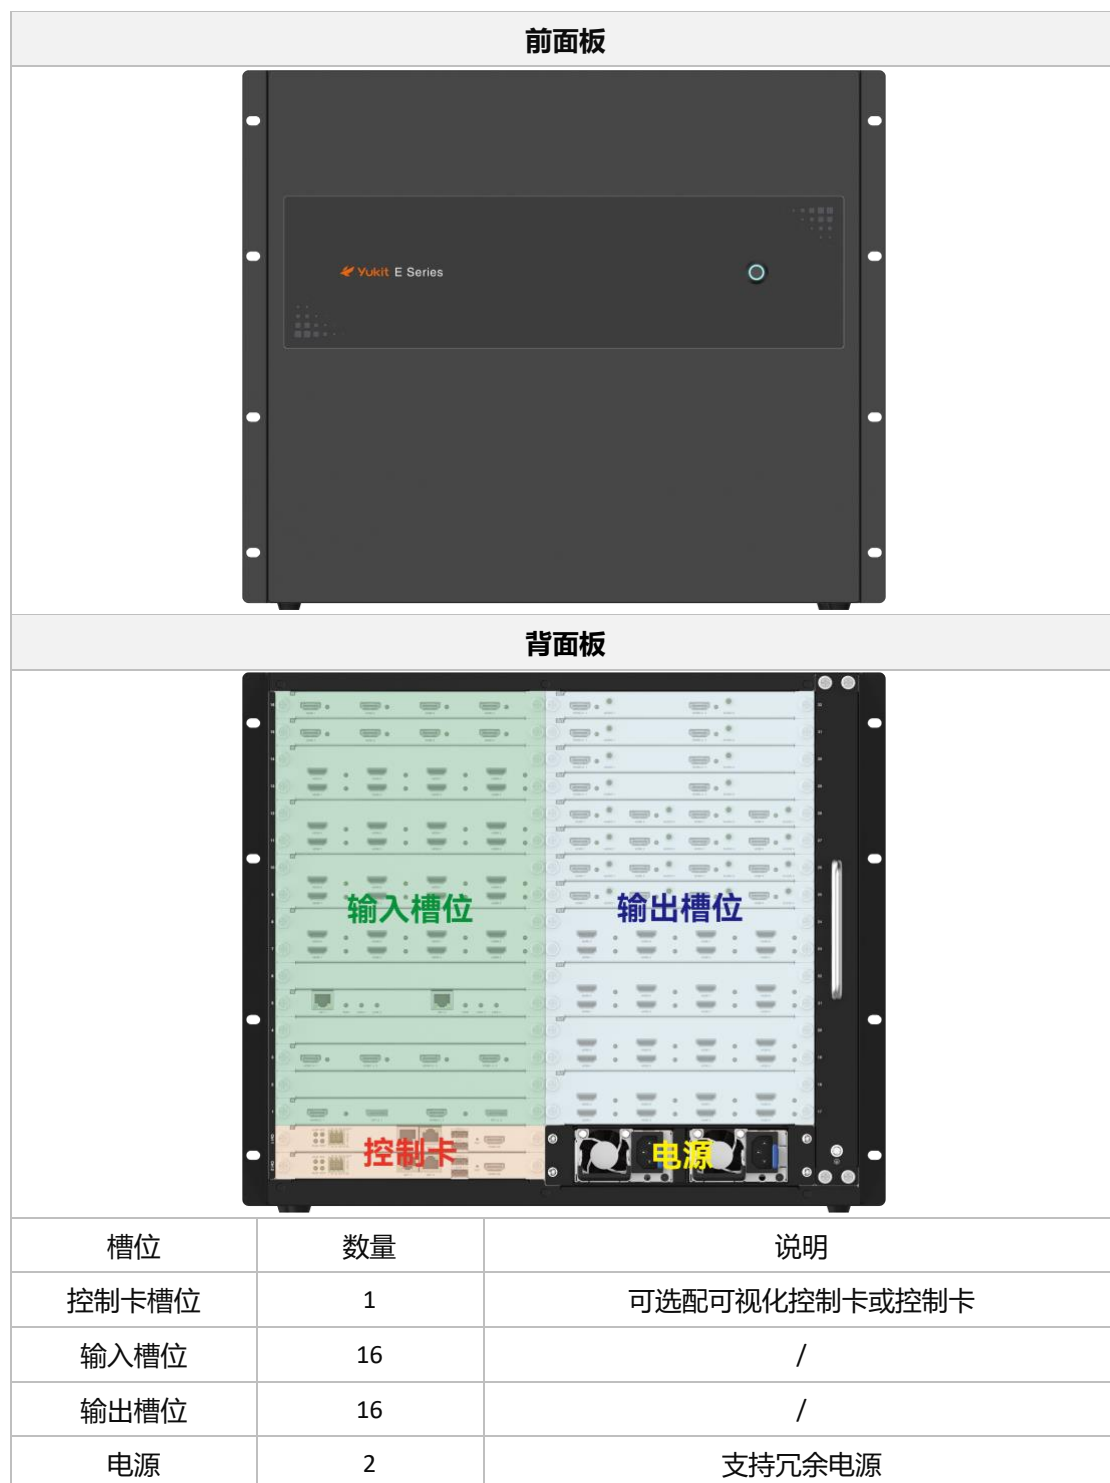 前面板
Yukit E Series
背面板
输入槽位
输出槽位
控制卡
电源
槽位 数量 说明
控制卡槽位 1 可选配可视化控制卡或控制卡
输入槽位 16 /
输出槽位 16 /
电源 2 支持冗余电源